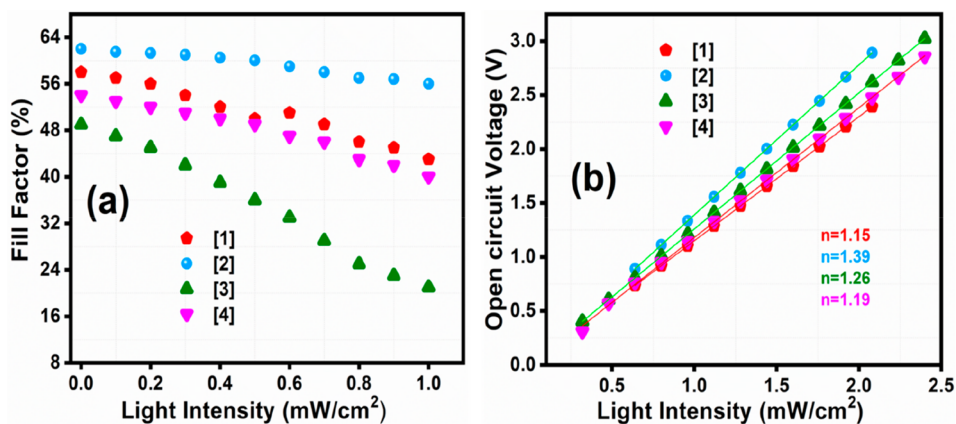 64
56
48
40
32
24
16
8
Fill Factor (%)
(a)
[1]
[2]
[3]
[4]
0.0 0.2 0.4 0.6 0.8 1.0
Light Intensity (mW/cm²)
3.0
2.5
2.0
1.5
1.0
0.5
0.0
Open circuit Voltage (V)
[1]
[2]
[3]
[4]
(b)
n=1.15
n=1.39
n=1.26
n=1.19
0.5 1.0 1.5 2.0 2.5
Light Intensity (mW/cm²)